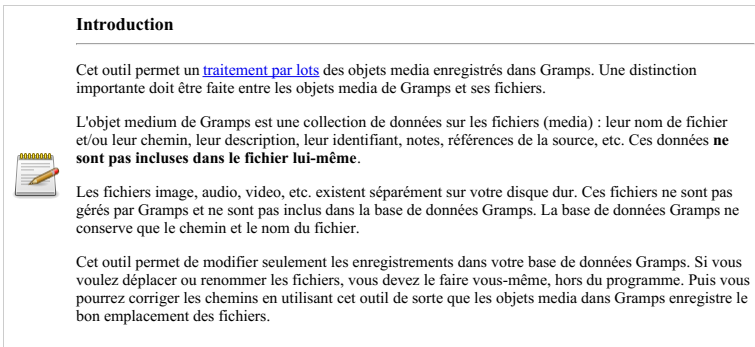 Introduction
Cet outil permet un traitement par lots des objets media enregistrés dans Gramps. Une distinction
importante doit être faite entre les objets media de Gramps et ses fichiers.
L'objet medium de Gramps est une collection de données sur les fichiers (media) : leur nom de fichier
et/ou leur chemin, leur description, leur identifiant, notes, références de la source, etc. Ces données ne
sont pas incluses dans le fichier lui-même.
Les fichiers image, audio, video, etc. existent séparément sur votre disque dur. Ces fichiers ne sont pas
gérés par Gramps et ne sont pas inclus dans la base de données Gramps. La base de données Gramps ne
conserve que le chemin et le nom du fichier.
Cet outil permet de modifier seulement les enregistrements dans votre base de données Gramps. Si vous
voulez déplacer ou renommer les fichiers, vous devez le faire vous-même, hors du programme. Puis vous
pourrez corriger les chemins en utilisant cet outil de sorte que les objets media dans Gramps enregistre le
bon emplacement des fichiers.